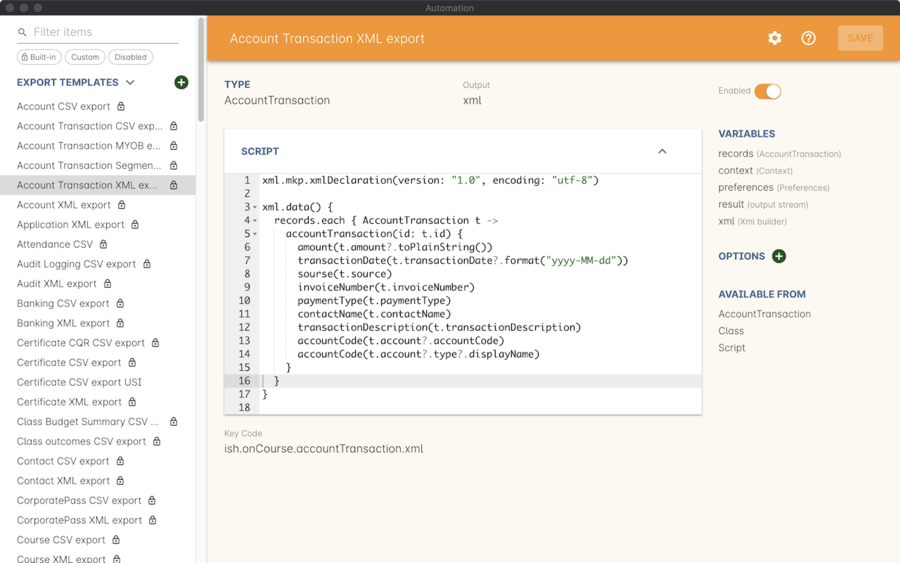 Automation
Filter items
Built-in Custom Disabled
EXPORT TEMPLATES
Account CSV export
Account Transaction CSV exp...
Account Transaction MYOB e...
Account Transaction Segmen...
Account Transaction XML ex...
Account XML export
Application XML export
Attendance CSV
Audit Logging CSV export
Audit XML export
Banking CSV export
Banking XML export
Certificate CQR CSV export
Certificate CSV export
Certificate CSV export USI
Certificate XML export
Class Budget Summary CSV ...
Class outcomes CSV export
Contact CSV export
Contact XML export
CorporatePass CSV export
CorporatePass XML export
Course CSV export
Course XML export
Account Transaction XML export
SAVE
TYPE
AccountTransaction
Output
xml
Enabled
SCRIPT
1 xml.mkp.xmlDeclaration(version: "1.0", encoding: "utf-8")
2
3 xml.data() {
4 records.each { AccountTransaction t ->
5 accountTransaction(id: t.id) {
6 amount(t.amount?.toPlainString())
7 transactionDate(t.transactionDate?.format("yyyy-MM-dd"))
8 sourse(t.source)
9 invoiceNumber(t.invoiceNumber)
10 paymentType(t.paymentType)
11 contactName(t.contactName)
12 transactionDescription(t.transactionDescription)
13 accountCode(t.account?.accountCode)
14 accountCode(t.account?.type?.displayName)
15 }
16 }
17 }
18
Key Code
ish.onCourse.accountTransaction.xml
VARIABLES
records (AccountTransaction)
context (Context)
preferences (Preferences)
result (output stream)
xml (Xml builder)
OPTIONS
AVAILABLE FROM
AccountTransaction
Class
Script